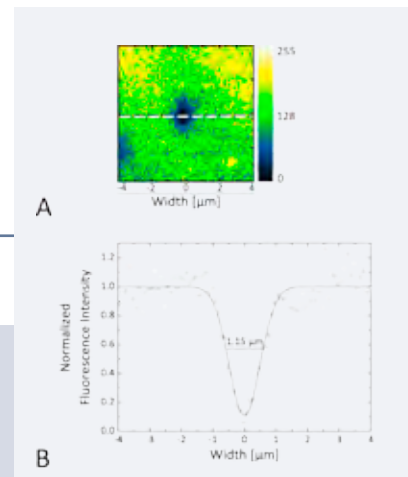 255
128
0
-4 -2 0 2 4
Width [μm]
A
1.2
1.0
0.8
0.6
0.4
0.2
0.0
Normalized
Fluorescence Intensity
1.15 μm
-4 -3 -2 -1 0 1 2 3 4
Width [μm]
B